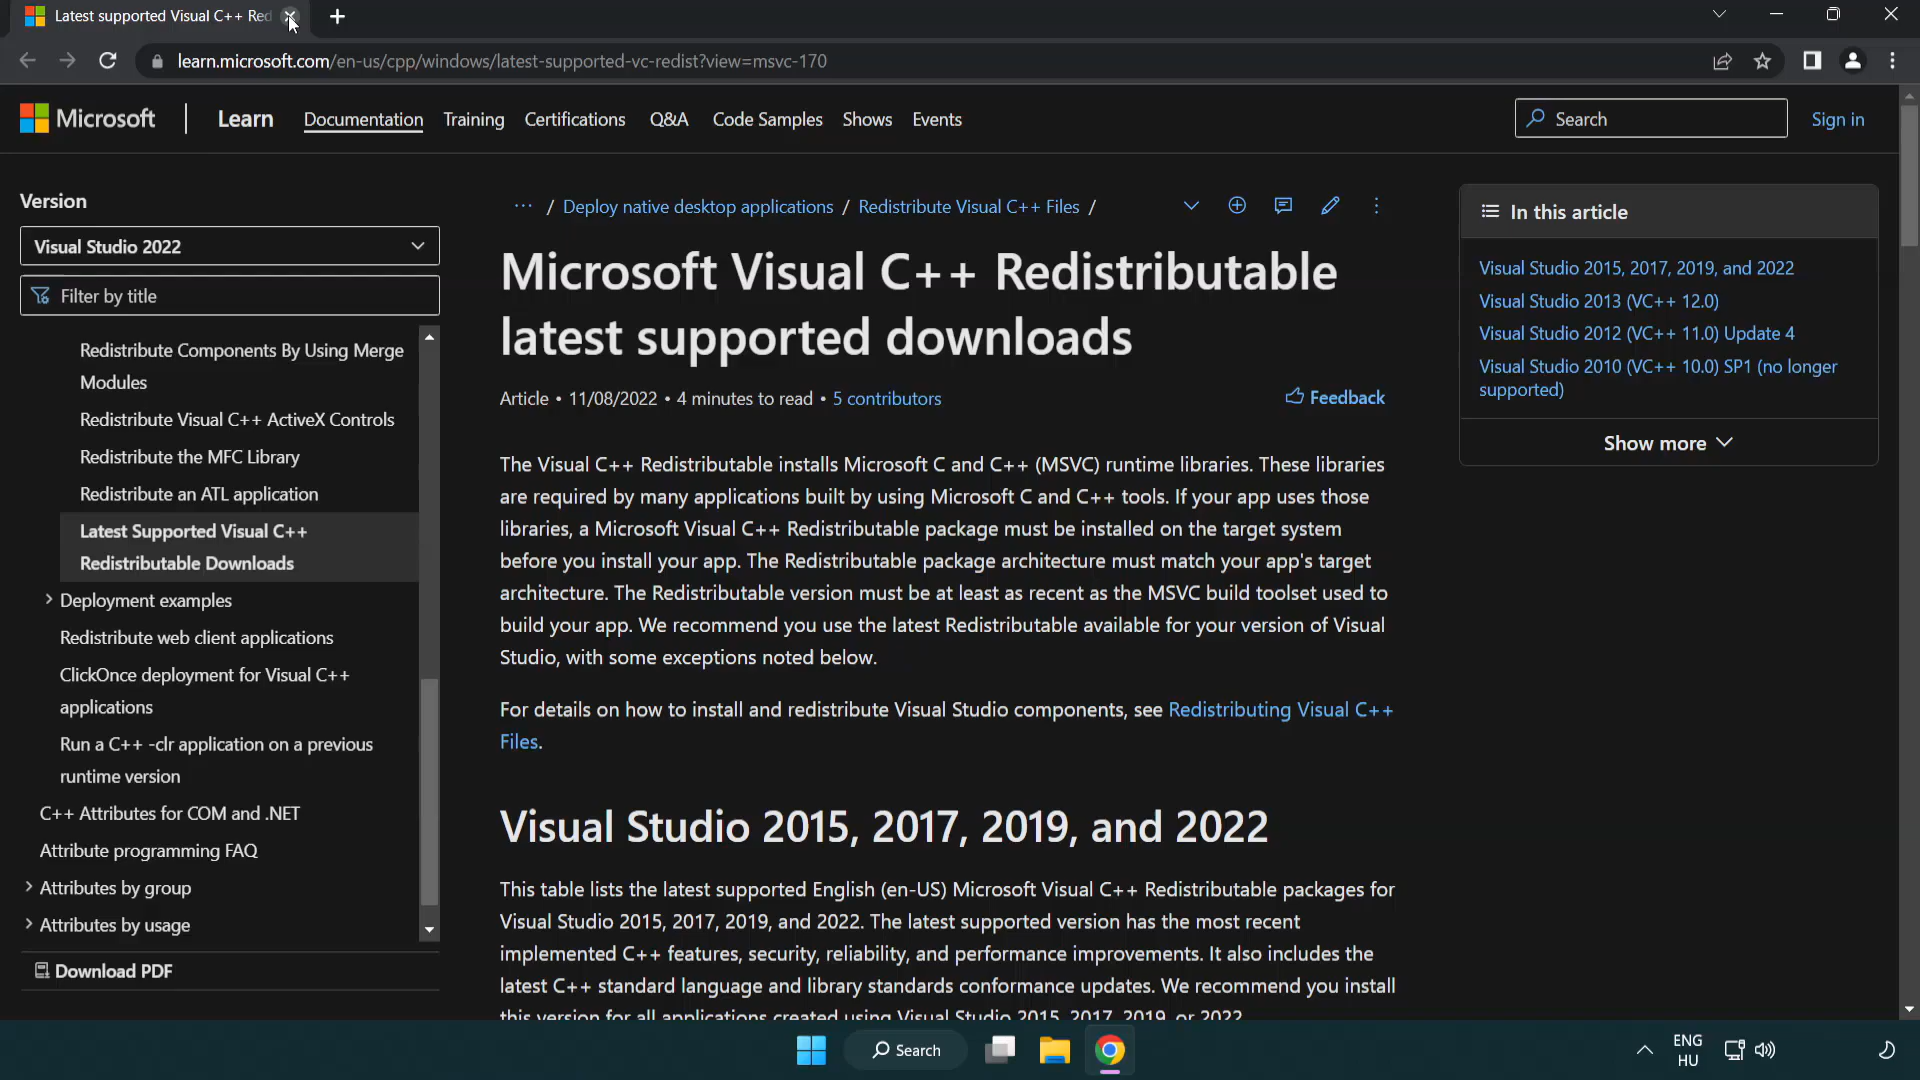 Latest supported Visual C++ Red
learn.microsoft.com/en-us/cpp/windows/latest-supported-vc-redist?view=msvc-170
Microsoft
Learn
Documentation
Training
Certifications
Q&A
Code Samples
Shows
Events
Search
Sign in
Version
Visual Studio 2022
Filter by title
Redistribute Components By Using Merge
Modules
Redistribute Visual C++ ActiveX Controls
Redistribute the MFC Library
Redistribute an ATL application
Latest Supported Visual C++
Redistributable Downloads
Deployment examples
Redistribute web client applications
ClickOnce deployment for Visual C++
applications
Run a C++ -clr application on a previous
runtime version
C++ Attributes for COM and .NET
Attribute programming FAQ
Attributes by group
Attributes by usage
Download PDF
... / Deploy native desktop applications / Redistribute Visual C++ Files /
Microsoft Visual C++ Redistributable
latest supported downloads
Article • 11/08/2022 • 4 minutes to read • 5 contributors
Feedback
The Visual C++ Redistributable installs Microsoft C and C++ (MSVC) runtime libraries. These libraries
are required by many applications built by using Microsoft C and C++ tools. If your app uses those
libraries, a Microsoft Visual C++ Redistributable package must be installed on the target system
before you install your app. The Redistributable package architecture must match your app's target
architecture. The Redistributable version must be at least as recent as the MSVC build toolset used to
build your app. We recommend you use the latest Redistributable available for your version of Visual
Studio, with some exceptions noted below.
For details on how to install and redistribute Visual Studio components, see Redistributing Visual C++
Files.
Visual Studio 2015, 2017, 2019, and 2022
This table lists the latest supported English (en-US) Microsoft Visual C++ Redistributable packages for
Visual Studio 2015, 2017, 2019, and 2022. The latest supported version has the most recent
implemented C++ features, security, reliability, and performance improvements. It also includes the
latest C++ standard language and library standards conformance updates. We recommend you install
this version for all applications created using Visual Studio 2015, 2017, 2019, or 2022.
In this article
Visual Studio 2015, 2017, 2019, and 2022
Visual Studio 2013 (VC++ 12.0)
Visual Studio 2012 (VC++ 11.0) Update 4
Visual Studio 2010 (VC++ 10.0) SP1 (no longer
supported)
Show more
Search
ENG
HU